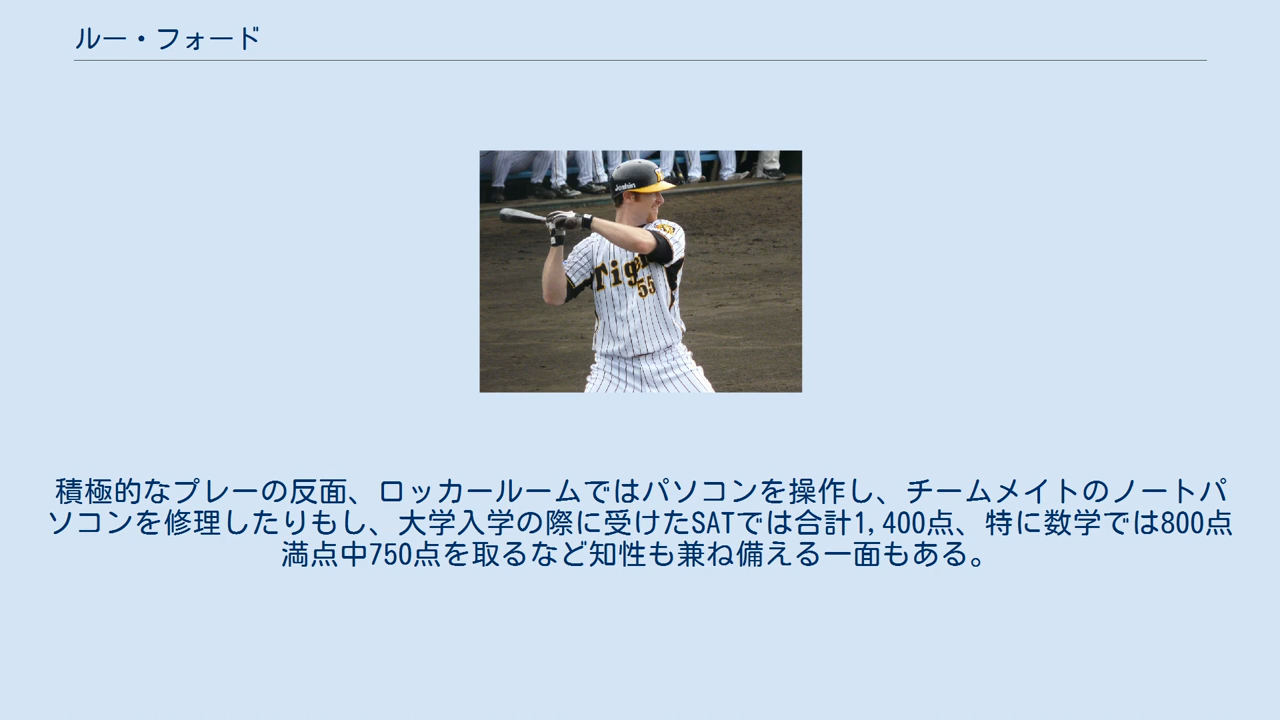 ルー・フォード
Joshin
Tig
55
積極的なプレーの反面、ロッカールームではパソコンを操作し、チームメイトのノートパ
ソコンを修理したりもし、大学入学の際に受けたSATでは合計1,400点、特に数学では800点
満点中750点を取るなど知性も兼ね備える一面もある。